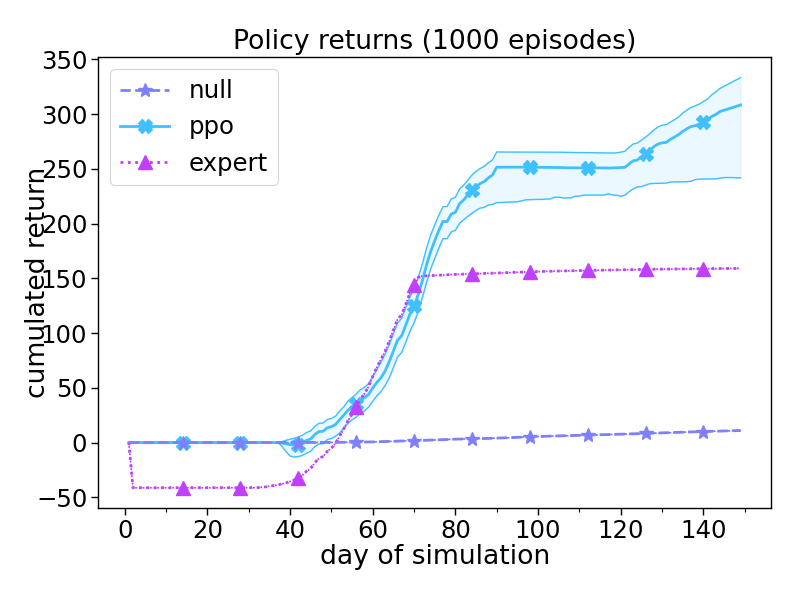 Policy returns (1000 episodes)
350
300
250
200
150
100
50
0
−50
cumulated return
null
ppo
expert
0 20 40 60 80 100 120 140
day of simulation